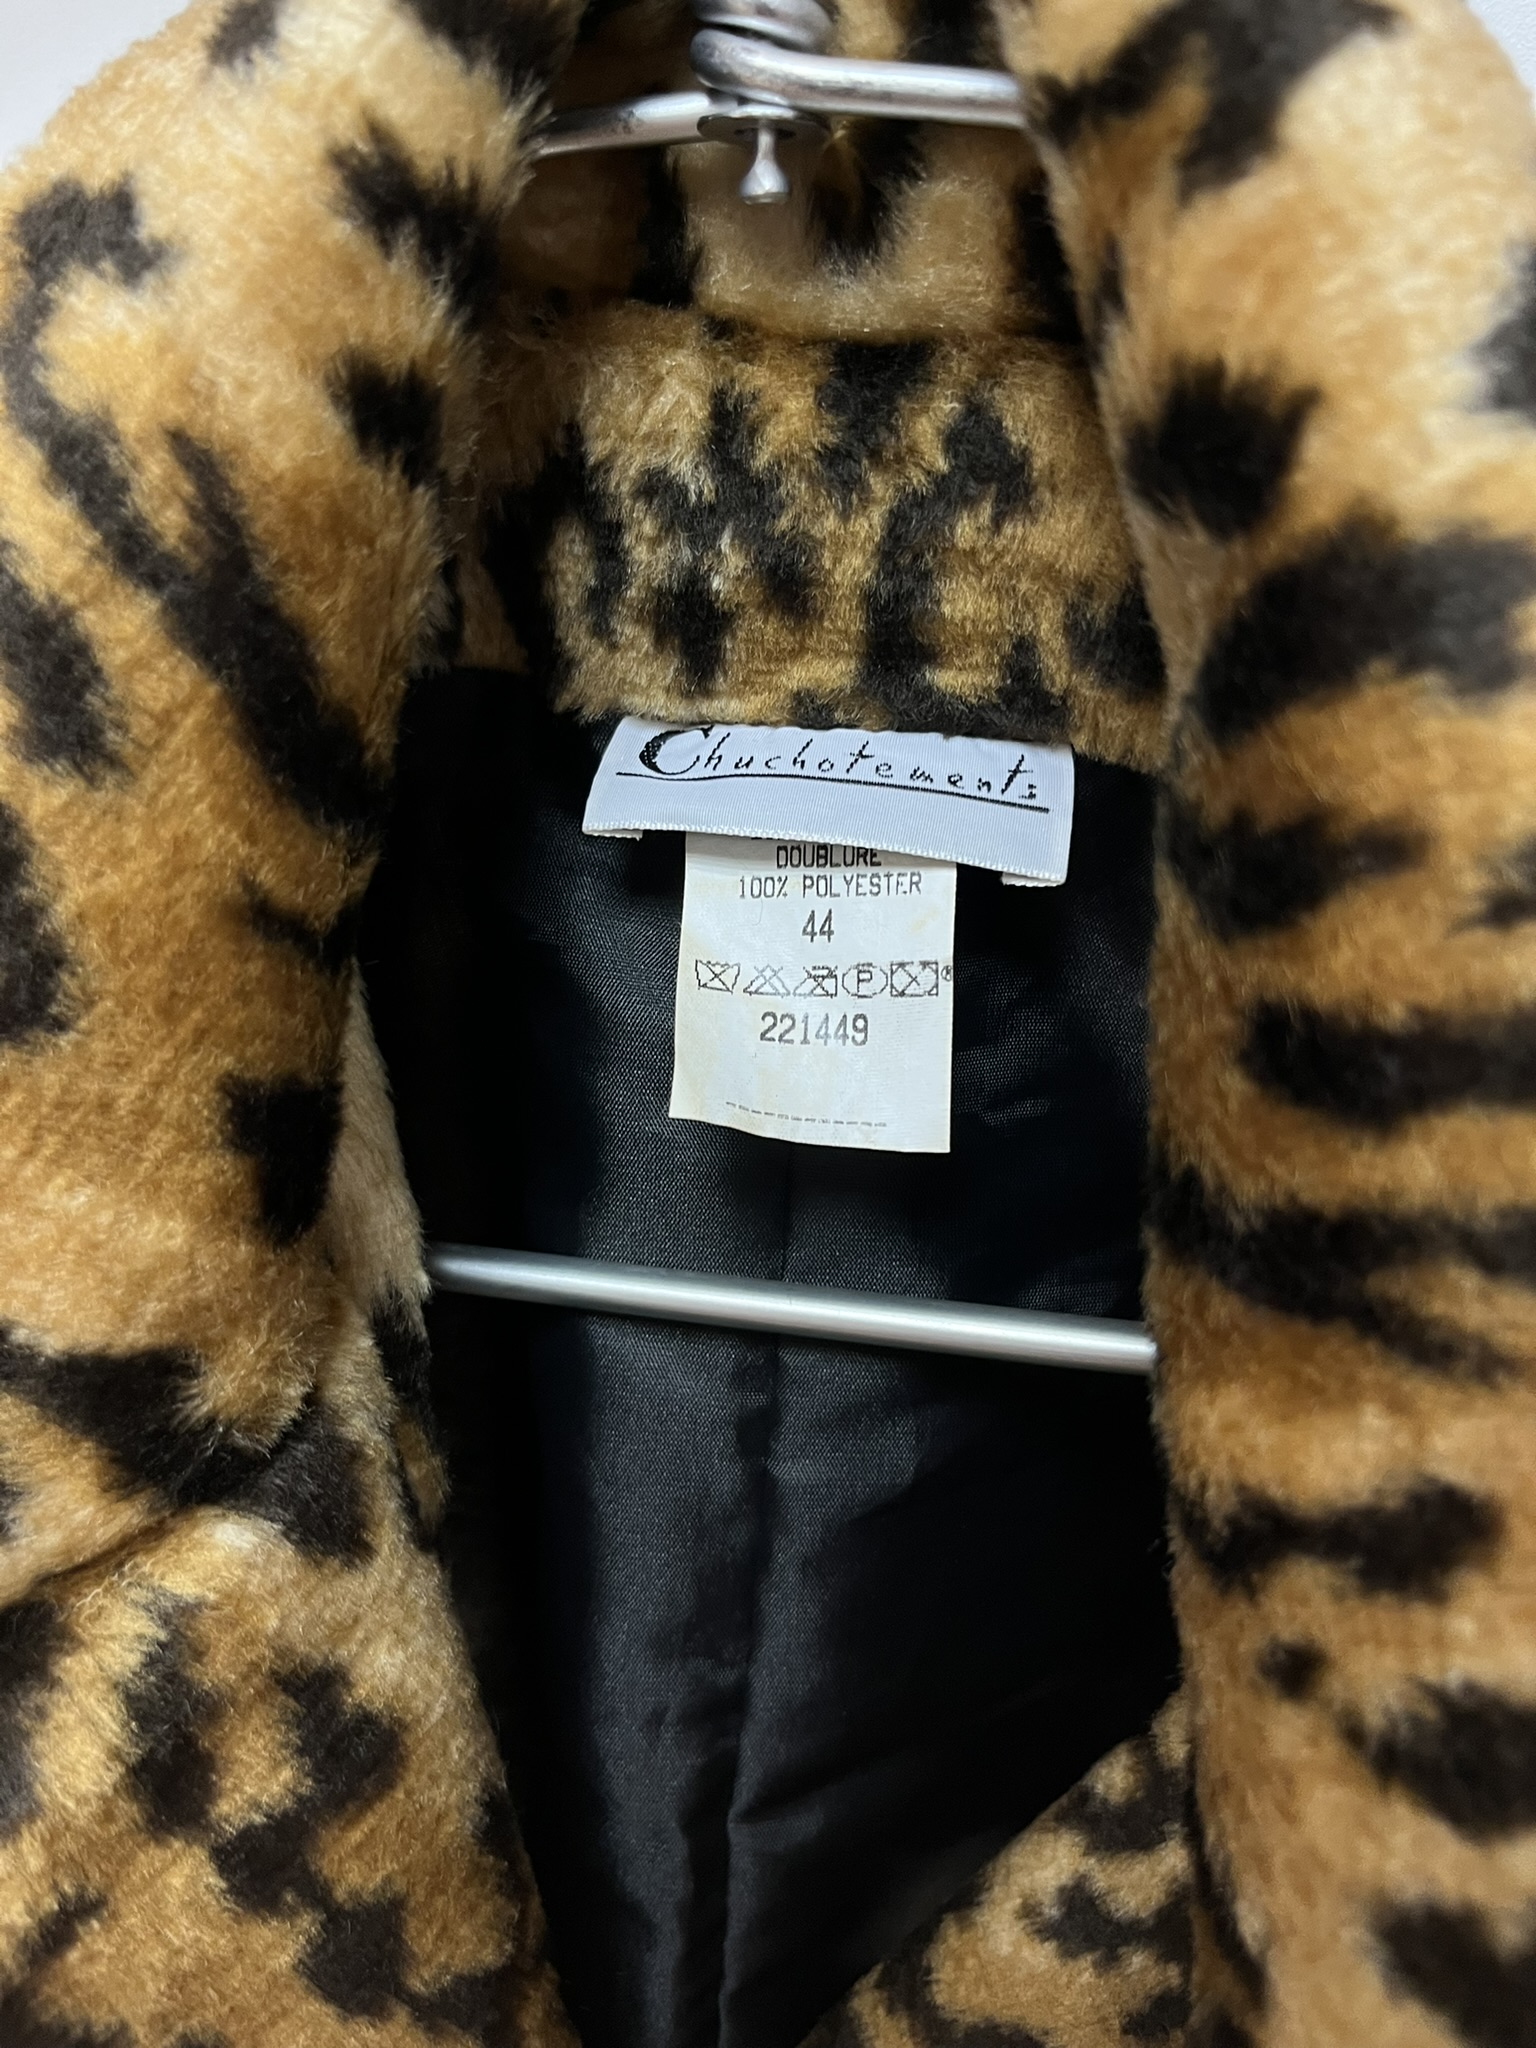 Chuchotements
DOUBLURE
100% POLYESTER
44
P
221449